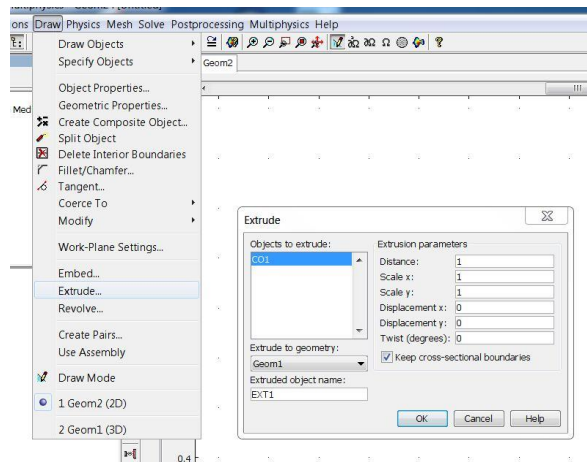 ons Draw Physics Mesh Solve Postprocessing Multiphysics Help
Draw Objects
Specify Objects
Geom2
Object Properties...
Geometric Properties...
Med
Create Composite Object...
Split Object
Delete Interior Boundaries
Fillet/Chamfer...
Tangent...
Coerce To
Modify
Work-Plane Settings...
Embed...
Extrude...
Revolve...
Create Pairs...
Use Assembly
Draw Mode
1 Geom2 (2D)
2 Geom1 (3D)
0.4
Extrude
Objects to extrude:
CO1
Extrude to geometry:
Geom1
Extruded object name:
EXT1
Extrusion parameters
Distance: 1
Scale x: 1
Scale y: 1
Displacement x: 0
Displacement y: 0
Twist (degrees): 0
Keep cross-sectional boundaries
OK Cancel Help